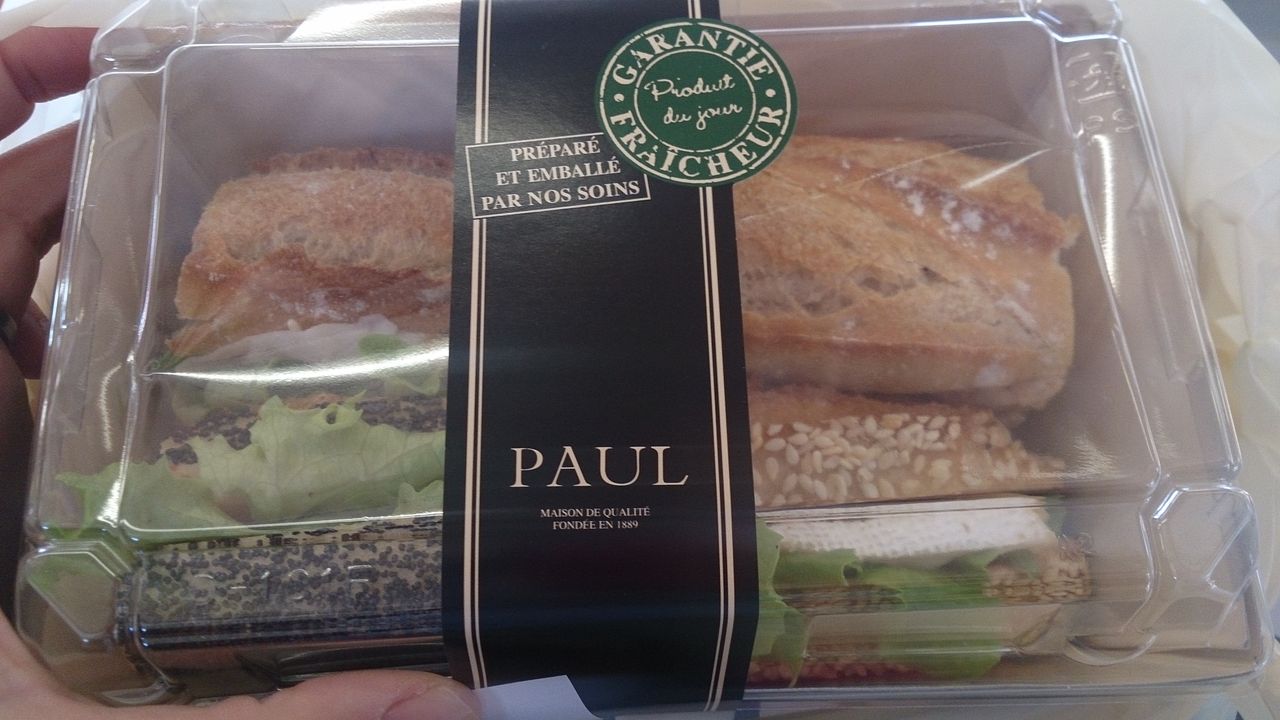 GARANTIE
Produit
du jour
FRAÎCHEUR
PRÉPARÉ
ET EMBALLÉ
PAR NOS SOINS
PAUL
MAISON DE QUALITÉ
FONDÉE EN 1889